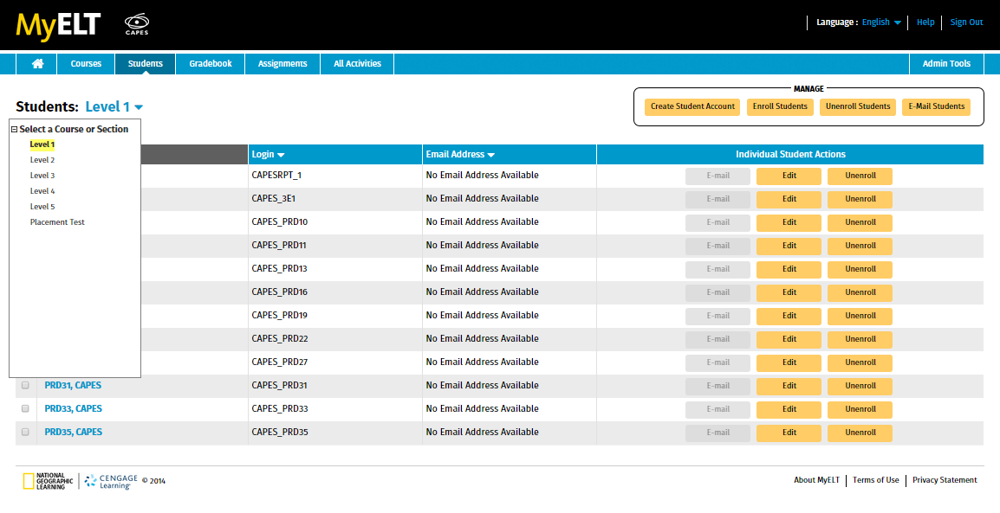 MyELT CAPES
Language : English Help Sign Out
Courses Students Gradebook Assignments All Activities Admin Tools
MANAGE
Students: Level 1
Create Student Account Enroll Students Unenroll Students E-Mail Students
Select a Course or Section
Level 1
Level 2
Level 3
Level 4
Level 5
Placement Test
Login Email Address Individual Student Actions
CAPESRPT_1 No Email Address Available E-mail Edit Unenroll
CAPES_3E1 No Email Address Available E-mail Edit Unenroll
CAPES_PRD10 No Email Address Available E-mail Edit Unenroll
CAPES_PRD11 No Email Address Available E-mail Edit Unenroll
CAPES_PRD13 No Email Address Available E-mail Edit Unenroll
CAPES_PRD16 No Email Address Available E-mail Edit Unenroll
CAPES_PRD19 No Email Address Available E-mail Edit Unenroll
CAPES_PRD22 No Email Address Available E-mail Edit Unenroll
CAPES_PRD27 No Email Address Available E-mail Edit Unenroll
PRD31, CAPES CAPES_PRD31 No Email Address Available E-mail Edit Unenroll
PRD33, CAPES CAPES_PRD33 No Email Address Available E-mail Edit Unenroll
PRD35, CAPES CAPES_PRD35 No Email Address Available E-mail Edit Unenroll
NATIONAL GEOGRAPHIC LEARNING CENGAGE Learning © 2014 About MyELT Terms of Use Privacy Statement